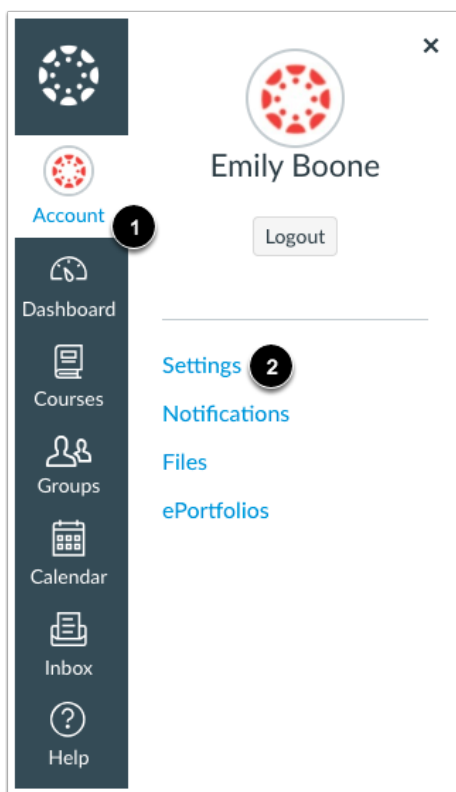 Account
1
Dashboard
Courses
Groups
Calendar
Inbox
Help
×
Emily Boone
Logout
Settings 2
Notifications
Files
ePortfolios